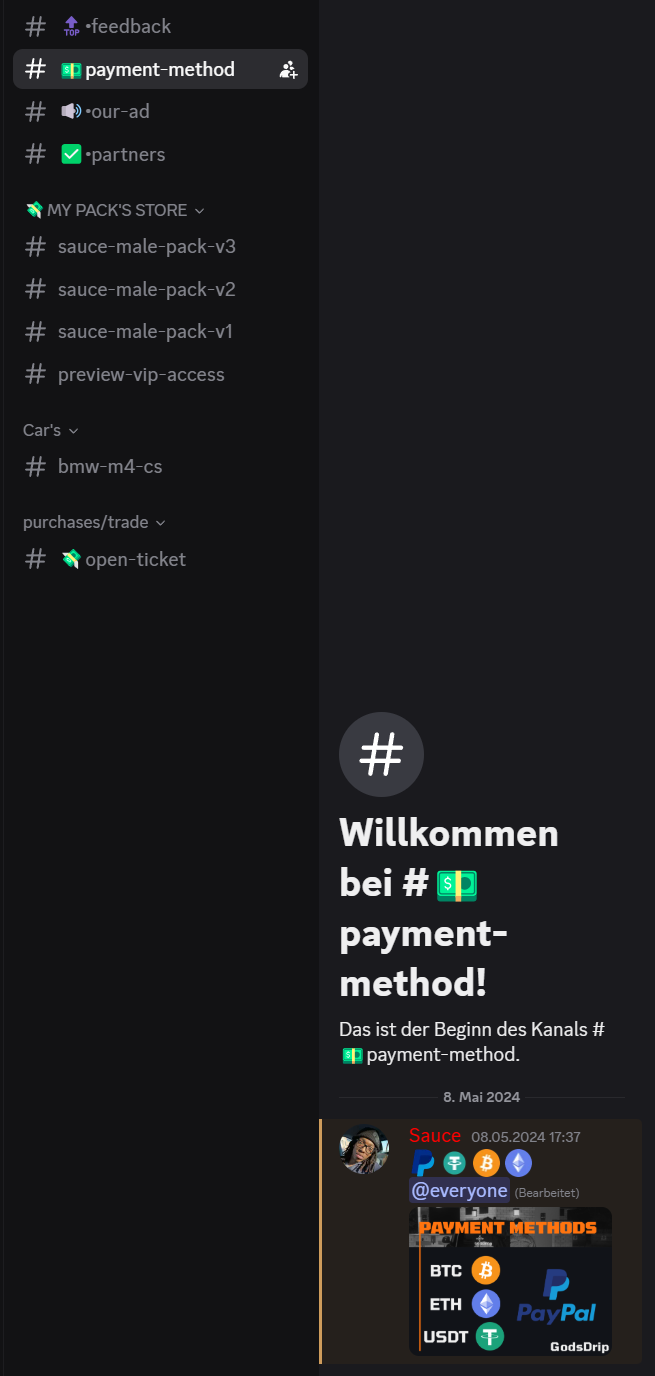 # TOP •feedback
# 💵 payment-method
# 🔊 •our-ad
# ✅ •partners
💸 MY PACK'S STORE
# sauce-male-pack-v3
# sauce-male-pack-v2
# sauce-male-pack-v1
# preview-vip-access
Car's
# bmw-m4-cs
purchases/trade
# 💸 open-ticket
#
Willkommen
bei # 💵
payment-
method!
Das ist der Beginn des Kanals #
💵 payment-method.
8. Mai 2024
Sauce 08.05.2024 17:37
@everyone (Bearbeitet)
PAYMENT METHODS
BTC
ETH
USDT
PayPal
GodsDrip